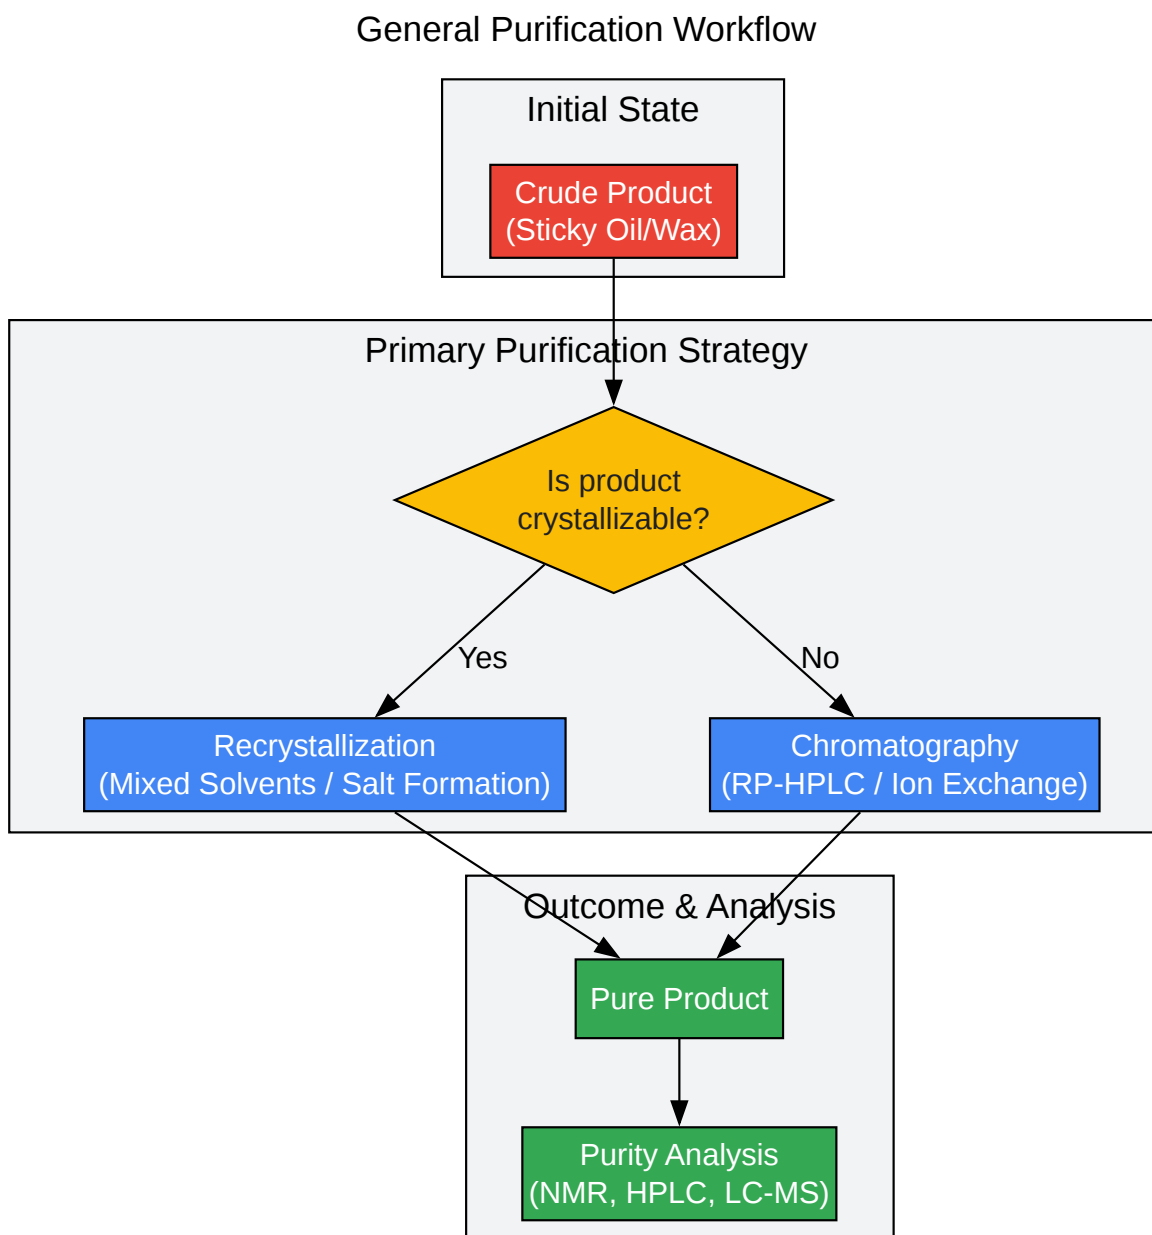 General Purification Workflow
Initial State
Crude Product
(Sticky Oil/Wax)
Primary Purification Strategy
Is product
crystallizable?
Yes
No
Recrystallization
(Mixed Solvents / Salt Formation)
Chromatography
(RP-HPLC / Ion Exchange)
Outcome & Analysis
Pure Product
Purity Analysis
(NMR, HPLC, LC-MS)